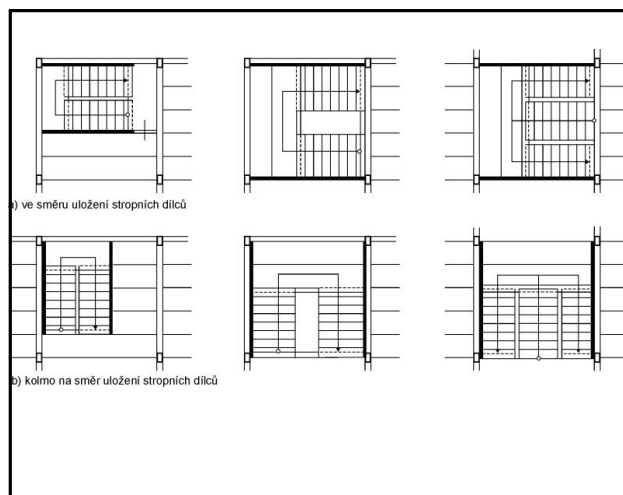 a) ve směru uložení stropních dílců
b) kolmo na směr uložení stropních dílců